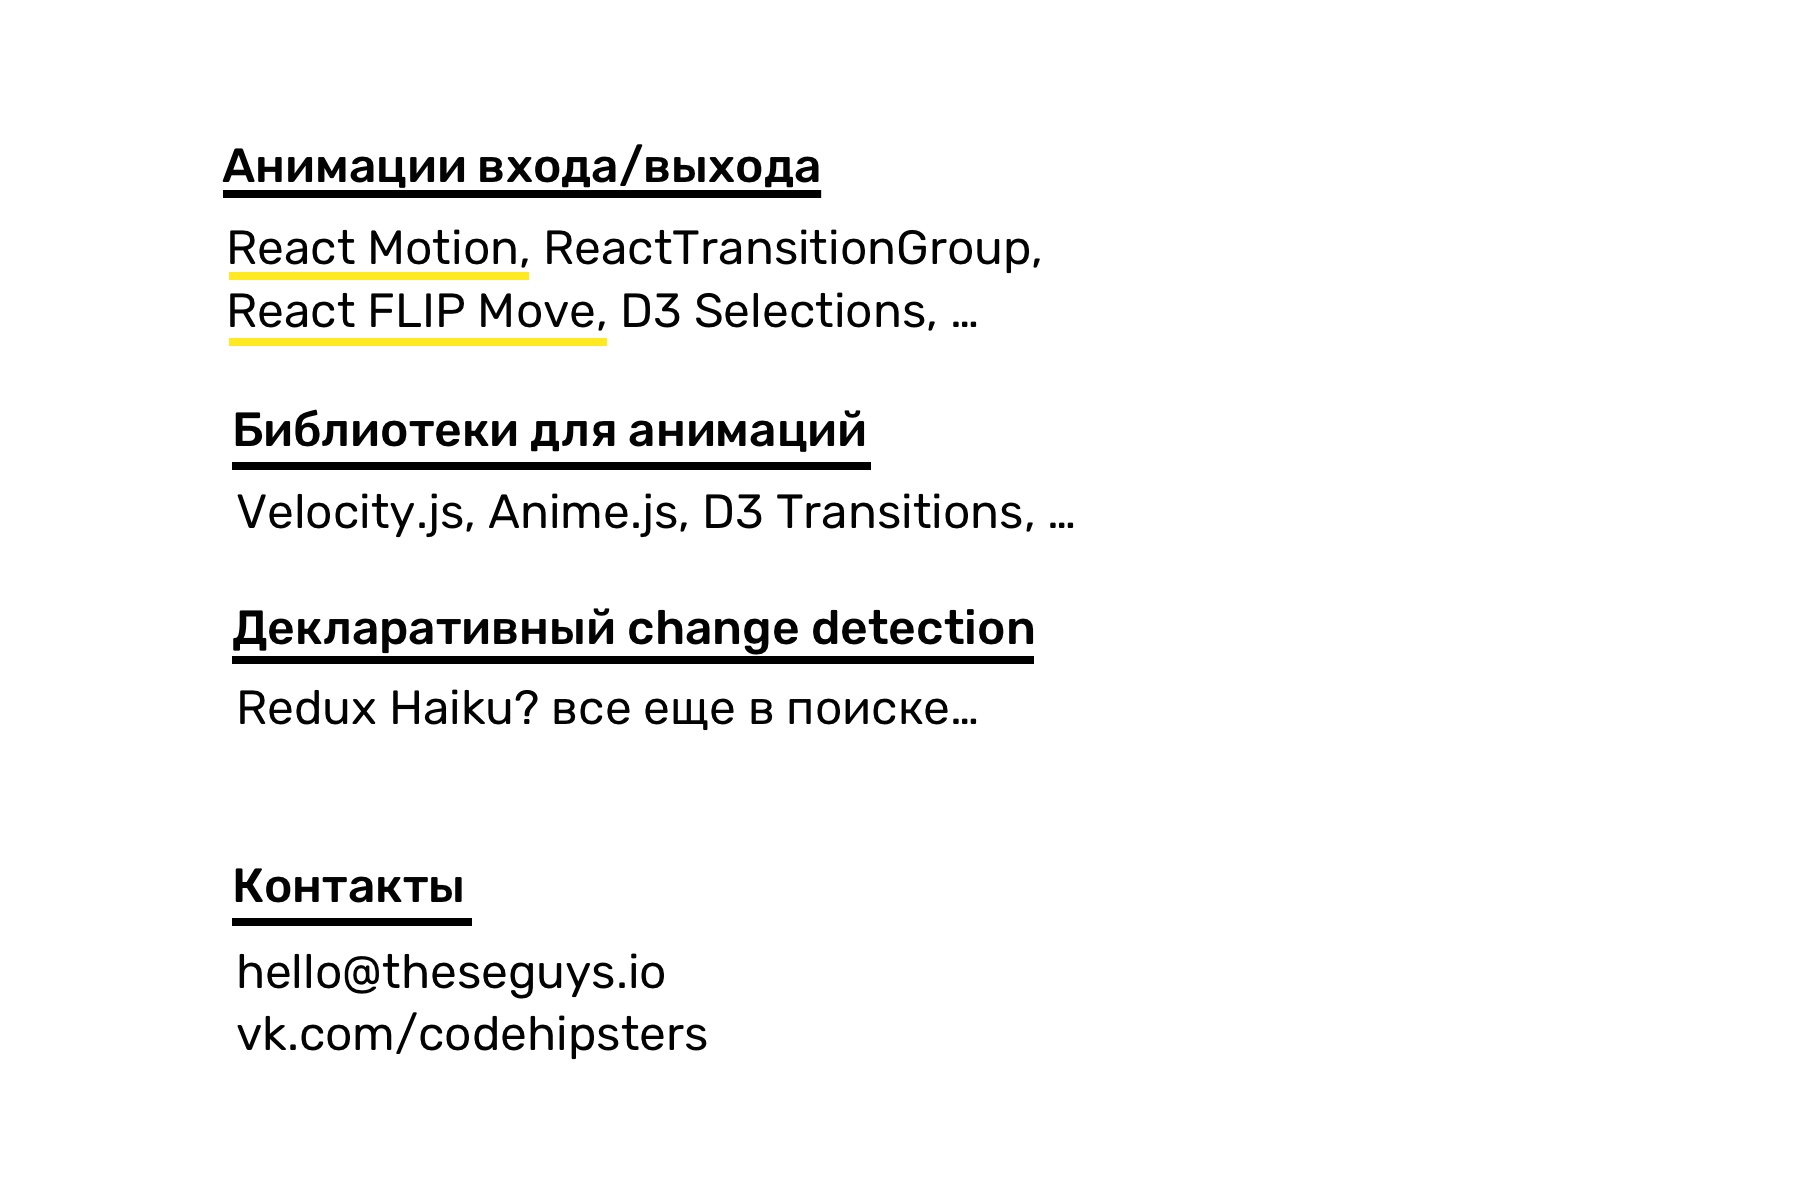 Анимации входа/выхода
React Motion, ReactTransitionGroup,
React FLIP Move, D3 Selections, ...
Библиотеки для анимаций
Velocity.js, Anime.js, D3 Transitions, ...
Декларативный change detection
Redux Haiku? все еще в поиске...
Контакты
hello@theseguys.io
vk.com/codehipsters